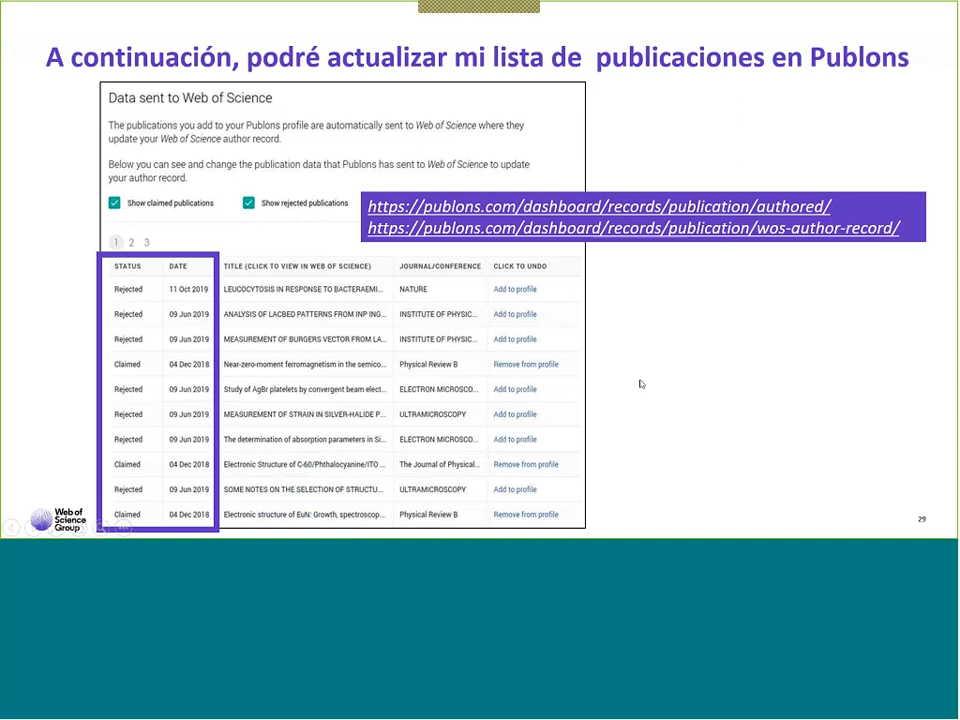 A continuación, podré actualizar mi lista de publicaciones en Publons
Data sent to Web of Science
The publications you add to your Publons profile are automatically sent to Web of Science where they
update your Web of Science author record.
Below you can see and change the publication data that Publons has sent to Web of Science to update
your author record.
Show claimed publications Show rejected publications
https://publons.com/dashboard/records/publication/authored/
https://publons.com/dashboard/records/publication/wos-author-record/
1 2 3
STATUS DATE TITLE (CLICK TO VIEW IN WEB OF SCIENCE) JOURNAL/CONFERENCE CLICK TO UNDO
Rejected 11 Oct 2019 LEUCOCYTOSIS IN RESPONSE TO BACTERAEMI... NATURE Add to profile
Rejected 09 Jun 2019 ANALYSIS OF LACBED PATTERNS FROM INP ING... INSTITUTE OF PHYSIC... Add to profile
Rejected 09 Jun 2019 MEASUREMENT OF BURGERS VECTOR FROM LA... INSTITUTE OF PHYSIC... Add to profile
Claimed 04 Dec 2018 Near-zero-moment ferromagnetism in the semico... Physical Review B Remove from profile
Rejected 09 Jun 2019 Study of AgBr platelets by convergent beam elect... ELECTRON MICROSCO... Add to profile
Rejected 09 Jun 2019 MEASUREMENT OF STRAIN IN SILVER-HALIDE P... ULTRAMICROSCOPY Add to profile
Rejected 09 Jun 2019 The determination of absorption parameters in Si... ELECTRON MICROSCO... Add to profile
Claimed 04 Dec 2018 Electronic Structure of C-60/Phthalocyanine/ITO ... The Journal of Physical... Remove from profile
Rejected 09 Jun 2019 SOME NOTES ON THE SELECTION OF STRUCTU... ULTRAMICROSCOPY Add to profile
Claimed 04 Dec 2018 Electronic structure of EuN: Growth, spectroscop... Physical Review B Remove from profile
Web of
Science
Group
29